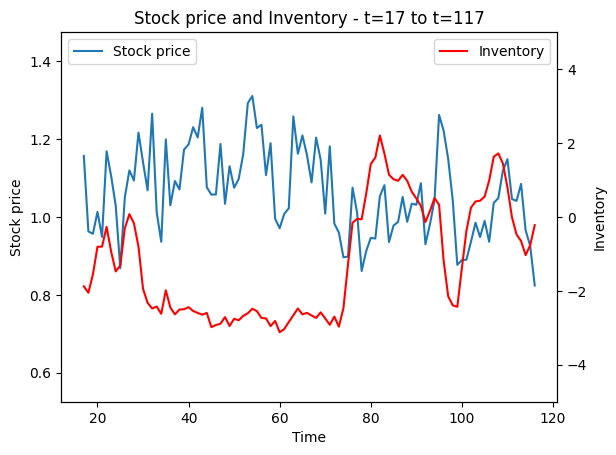 Stock price and Inventory - t=17 to t=117
Stock price
Inventory
1.4
1.2
1.0
0.8
0.6
Stock price
4
2
0
−2
−4
Inventory
20
40
60
80
100
120
Time